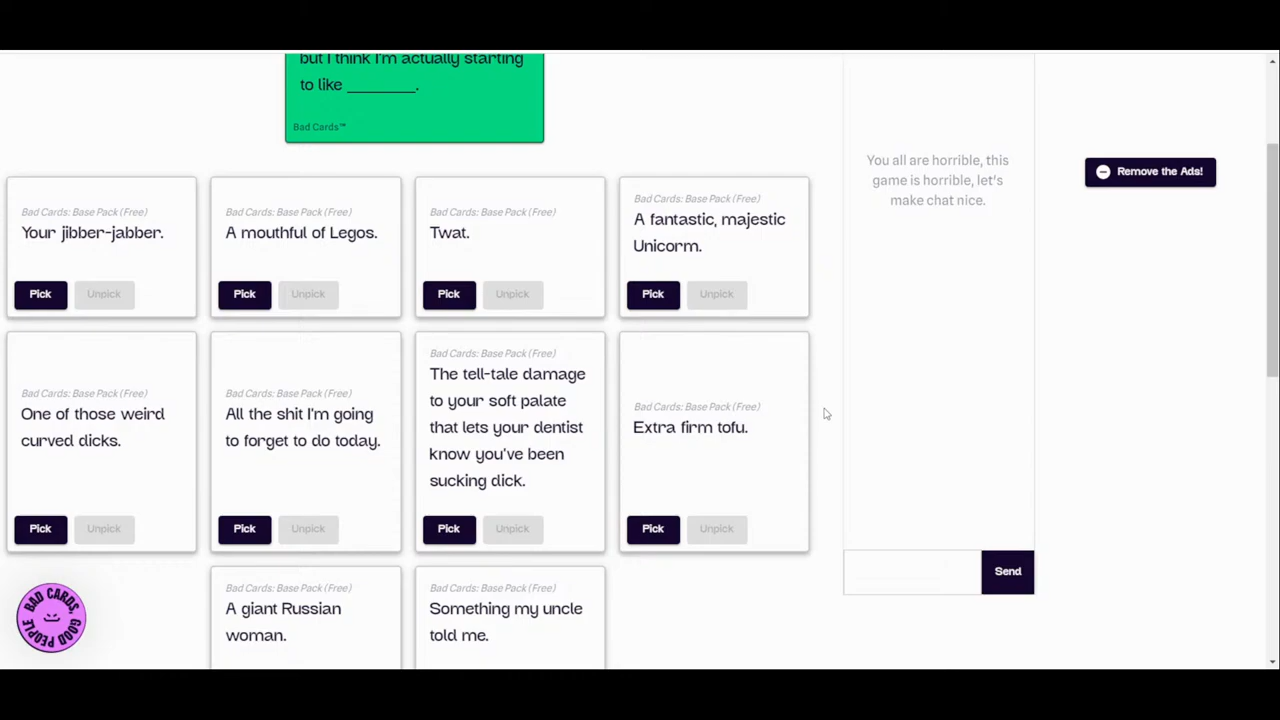 but I think I'm actually starting
to like ________.
Bad Cards™
You all are horrible, this
game is horrible, let's
make chat nice.
Remove the Ads!
Bad Cards: Base Pack (Free)
Your jibber-jabber.
Pick Unpick
Bad Cards: Base Pack (Free)
A mouthful of Legos.
Pick Unpick
Bad Cards: Base Pack (Free)
Twat.
Pick Unpick
Bad Cards: Base Pack (Free)
A fantastic, majestic
Unicorm.
Pick Unpick
Bad Cards: Base Pack (Free)
One of those weird
curved dicks.
Pick Unpick
Bad Cards: Base Pack (Free)
All the shit I'm going
to forget to do today.
Pick Unpick
Bad Cards: Base Pack (Free)
The tell-tale damage
to your soft palate
that lets your dentist
know you've been
sucking dick.
Pick Unpick
Bad Cards: Base Pack (Free)
Extra firm tofu.
Pick Unpick
Send
BAD CARDS,
GOOD PEOPLE
Bad Cards: Base Pack (Free)
A giant Russian
woman.
Bad Cards: Base Pack (Free)
Something my uncle
told me.